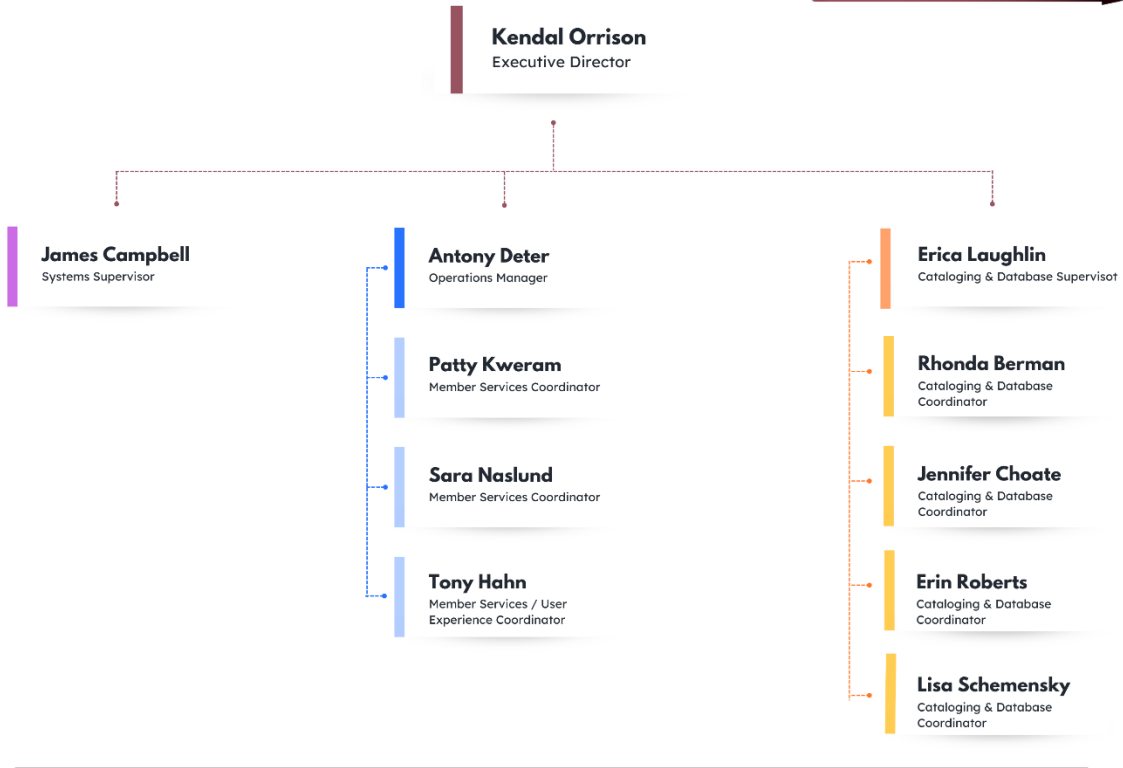 Kendal Orrison
Executive Director
James Campbell
Systems Supervisor
Antony Deter
Operations Manager
Patty Kweram
Member Services Coordinator
Sara Naslund
Member Services Coordinator
Tony Hahn
Member Services / User
Experience Coordinator
Erica Laughlin
Cataloging & Database Supervisot
Rhonda Berman
Cataloging & Database
Coordinator
Jennifer Choate
Cataloging & Database
Coordinator
Erin Roberts
Cataloging & Database
Coordinator
Lisa Schemensky
Cataloging & Database
Coordinator